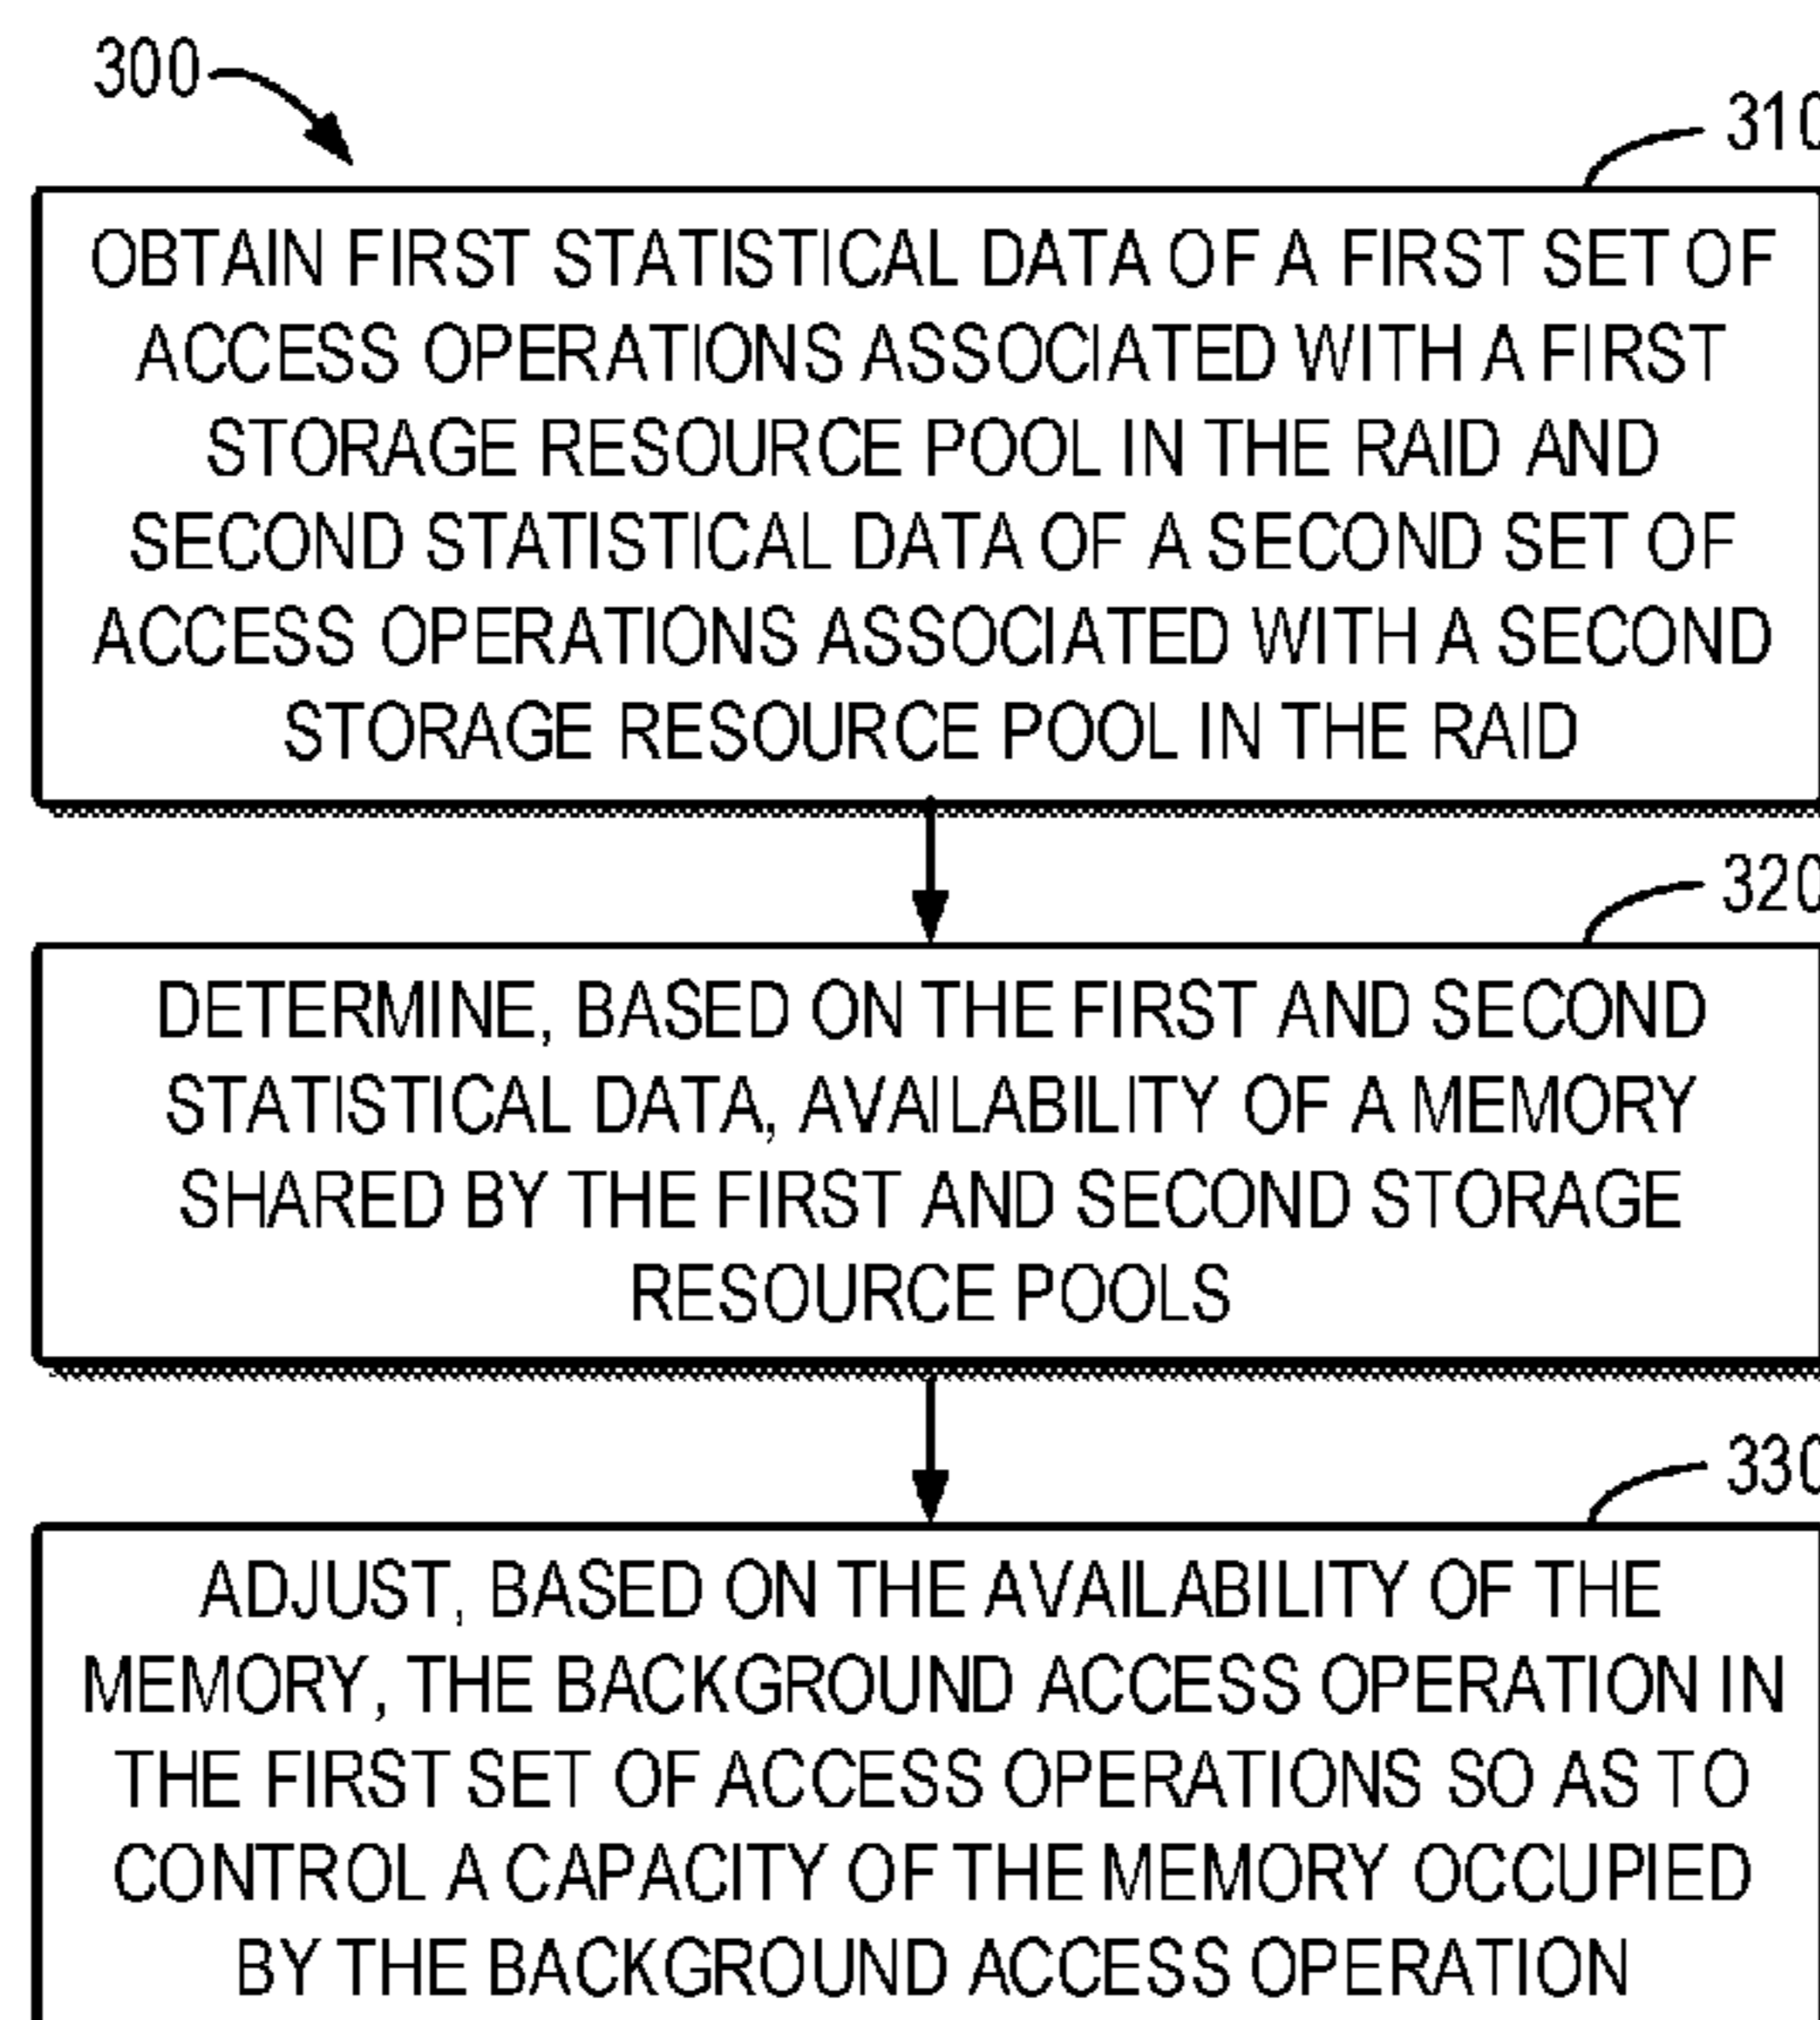 300
310
OBTAIN FIRST STATISTICAL DATA OF A FIRST SET OF
ACCESS OPERATIONS ASSOCIATED WITH A FIRST
STORAGE RESOURCE POOL IN THE RAID AND
SECOND STATISTICAL DATA OF A SECOND SET OF
ACCESS OPERATIONS ASSOCIATED WITH A SECOND
STORAGE RESOURCE POOL IN THE RAID
320
DETERMINE, BASED ON THE FIRST AND SECOND
STATISTICAL DATA, AVAILABILITY OF A MEMORY
SHARED BY THE FIRST AND SECOND STORAGE
RESOURCE POOLS
330
ADJUST, BASED ON THE AVAILABILITY OF THE
MEMORY, THE BACKGROUND ACCESS OPERATION IN
THE FIRST SET OF ACCESS OPERATIONS SO AS TO
CONTROL A CAPACITY OF THE MEMORY OCCUPIED
BY THE BACKGROUND ACCESS OPERATION